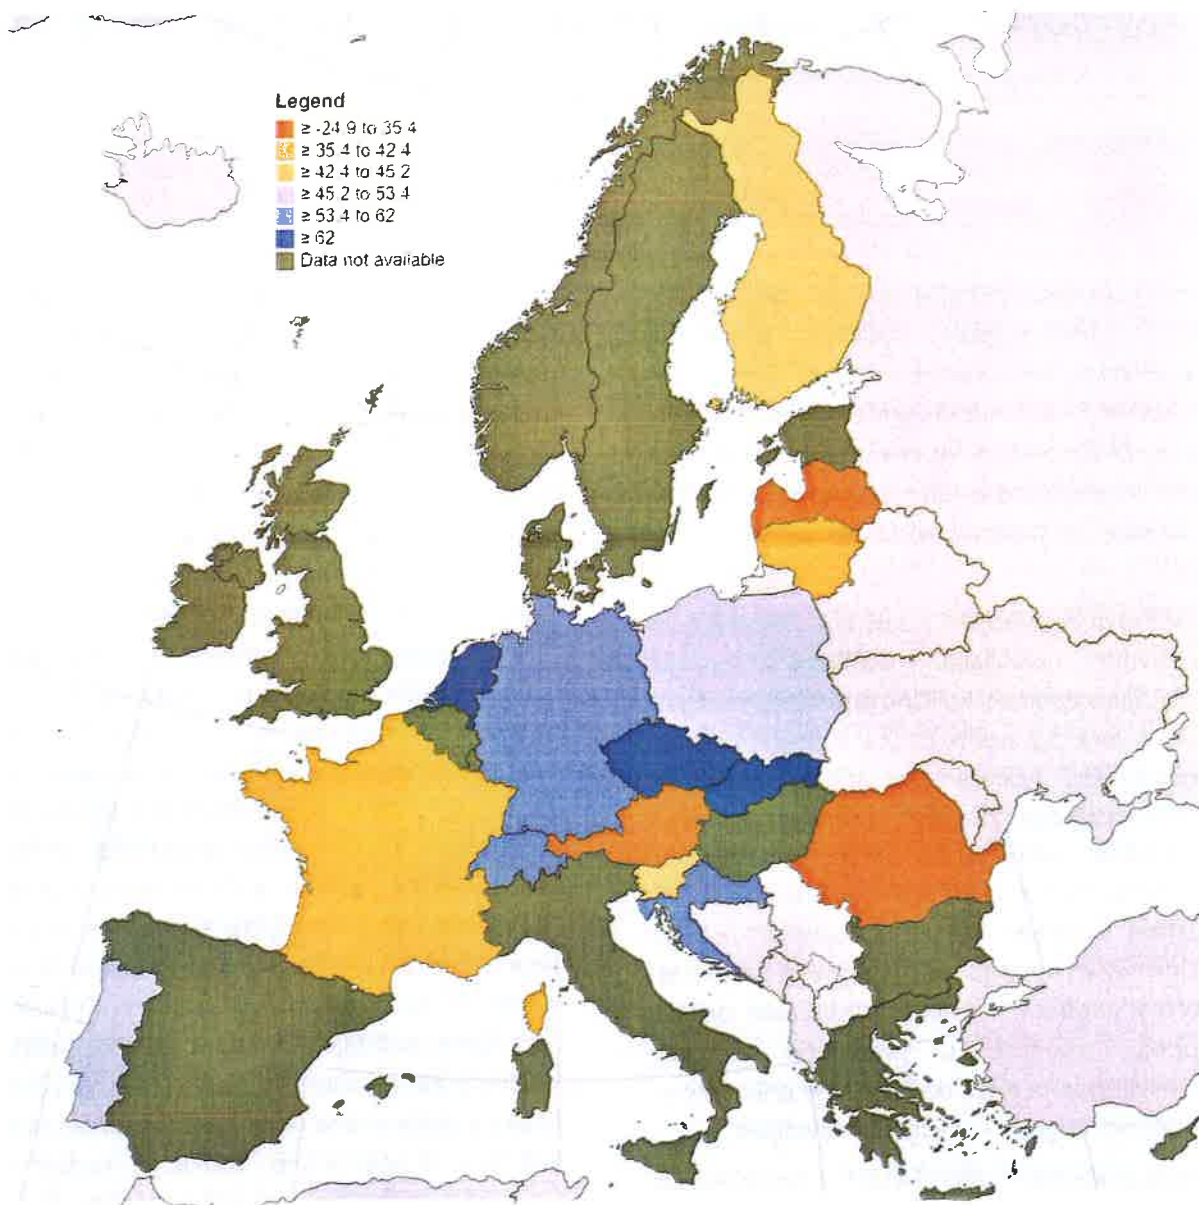 Legend
≥ -24.9 to 35.4
≥ 35.4 to 42.4
≥ 42.4 to 45.2
≥ 45.2 to 53.4
≥ 53.4 to 62
≥ 62
Data not available